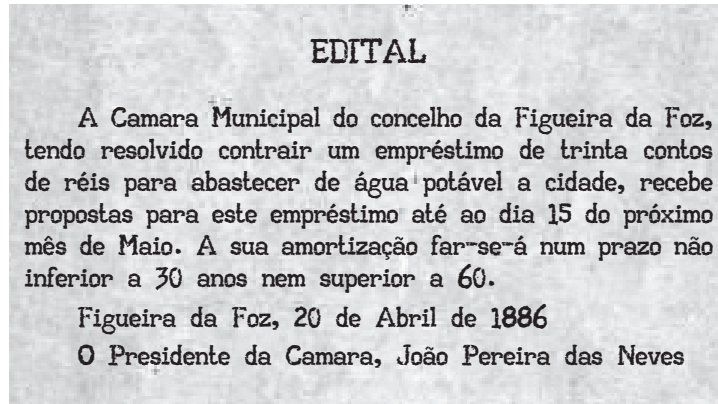 EDITAL
A Camara Municipal do concelho da Figueira da Foz,
tendo resolvido contrair um empréstimo de trinta contos
de réis para abastecer de água potável a cidade, recebe
propostas para este empréstimo até ao dia 15 do próximo
mês de Maio. A sua amortização far-se-á num prazo não
inferior a 30 anos nem superior a 60.
Figueira da Foz, 20 de Abril de 1886
O Presidente da Camara, João Pereira das Neves